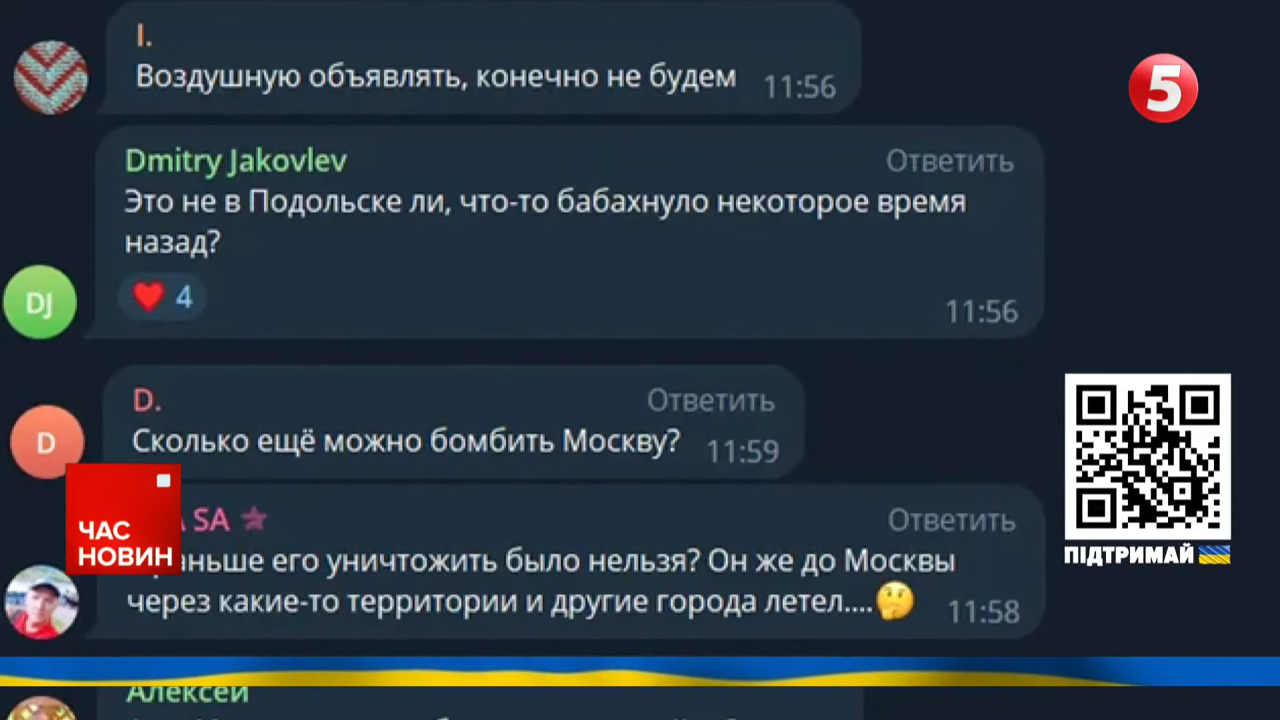 I.
Воздушную объявлять, конечно не будем 11:56
5
Dmitry Jakovlev Ответить
Это не в Подольске ли, что-то бабахнуло некоторое время
назад?
DJ
4
11:56
D. Ответить
D
Сколько ещё можно бомбить Москву? 11:59
ЧАС
НОВИН
SA Ответить
его уничтожить было нельзя? Он же до Москвы
через какие-то территории и другие города летел.... 11:58
ПІДТРИМАЙ
Алексей